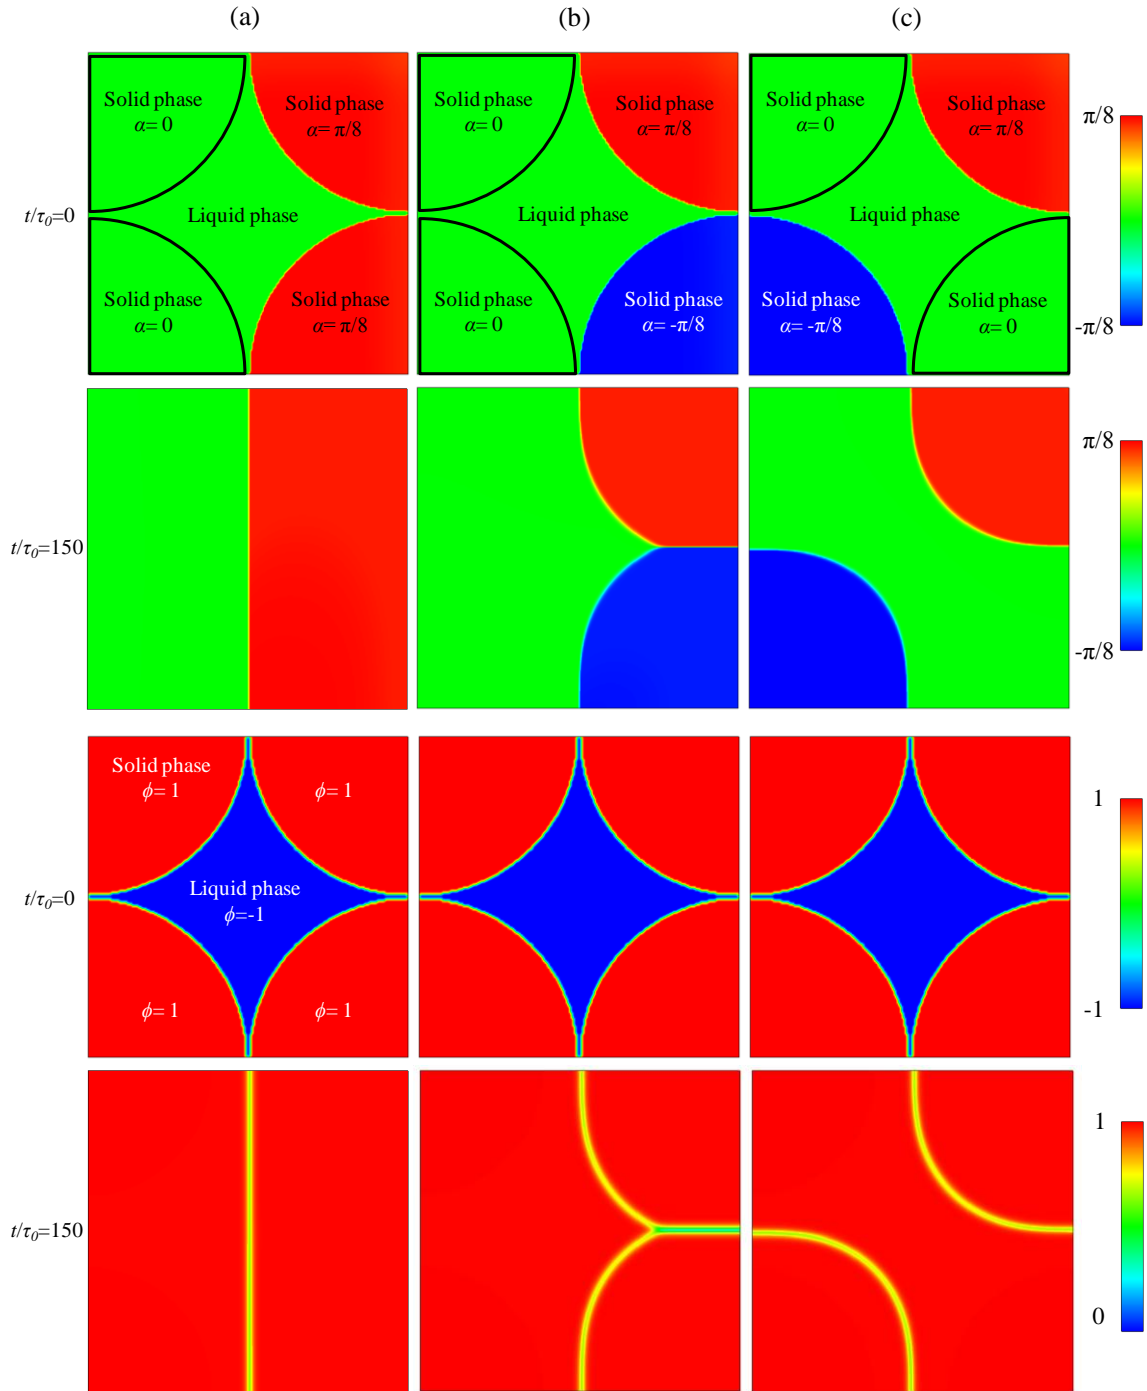 (a) (b) (c)
Solid phase
α= 0
Solid phase
α= π/8
Solid phase
α= 0
Solid phase
α= π/8
Solid phase
α= 0
Solid phase
α= π/8
π/8
t/τ0=0
Liquid phase
Liquid phase
Liquid phase
Solid phase
α= 0
Solid phase
α= π/8
Solid phase
α= 0
Solid phase
α= -π/8
Solid phase
α= -π/8
Solid phase
α= 0
-π/8
π/8
t/τ0=150
-π/8
Solid phase
ϕ= 1
ϕ= 1
1
t/τ0=0
Liquid phase
ϕ=-1
ϕ= 1
ϕ= 1
-1
1
t/τ0=150
0